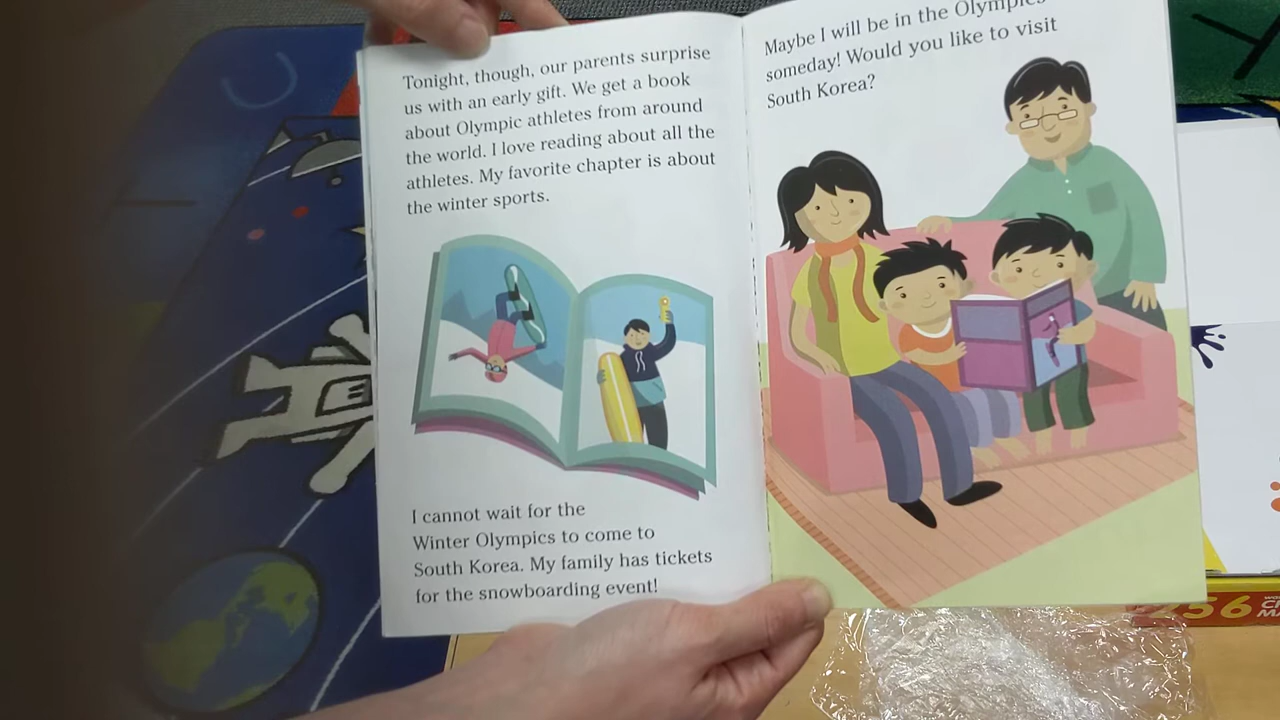 Tonight, though, our parents surprise
us with an early gift. We get a book
about Olympic athletes from around
the world. I love reading about all the
athletes. My favorite chapter is about
the winter sports.
I cannot wait for the
Winter Olympics to come to
South Korea. My family has tickets
for the snowboarding event!
Maybe I will be in the Olympics
someday! Would you like to visit
South Korea?
256